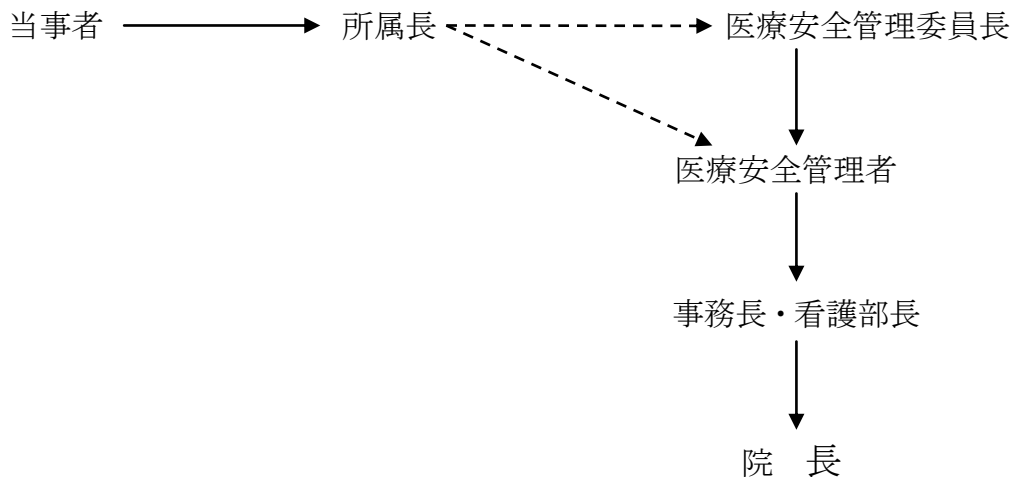 当事者
所属長
医療安全管理委員長
医療安全管理者
事務長・看護部長
院　長